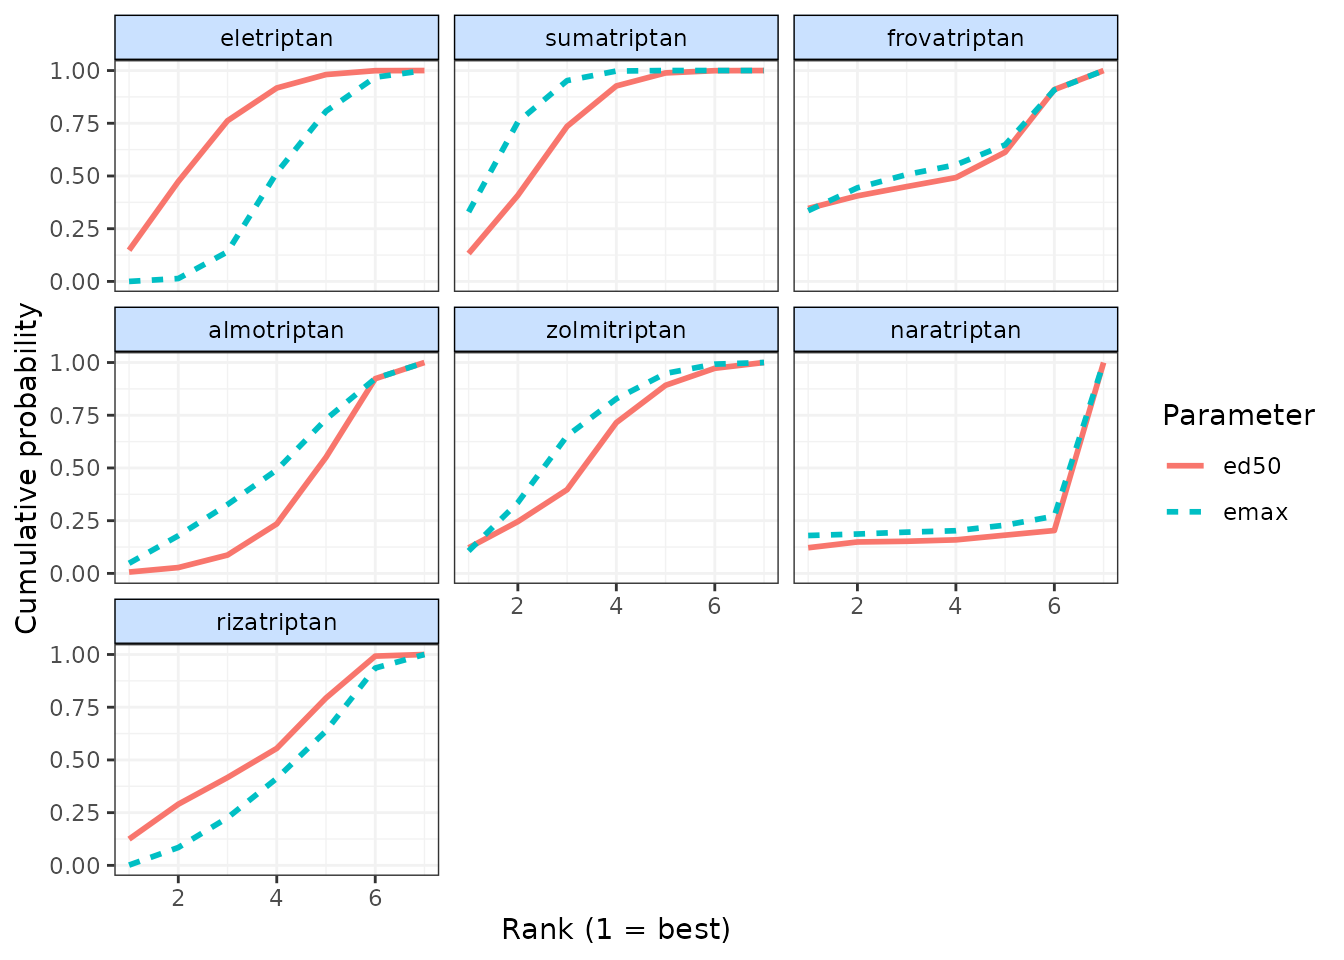 eletriptan
sumatriptan
frovatriptan
1.00
0.75
0.50
0.25
0.00
almotriptan
zolmitriptan
naratriptan
1.00
0.75
0.50
0.25
0.00
2
4
6
2
4
6
rizatriptan
1.00
0.75
0.50
0.25
0.00
2
4
6
Cumulative probability
Rank (1 = best)
Parameter
ed50
emax